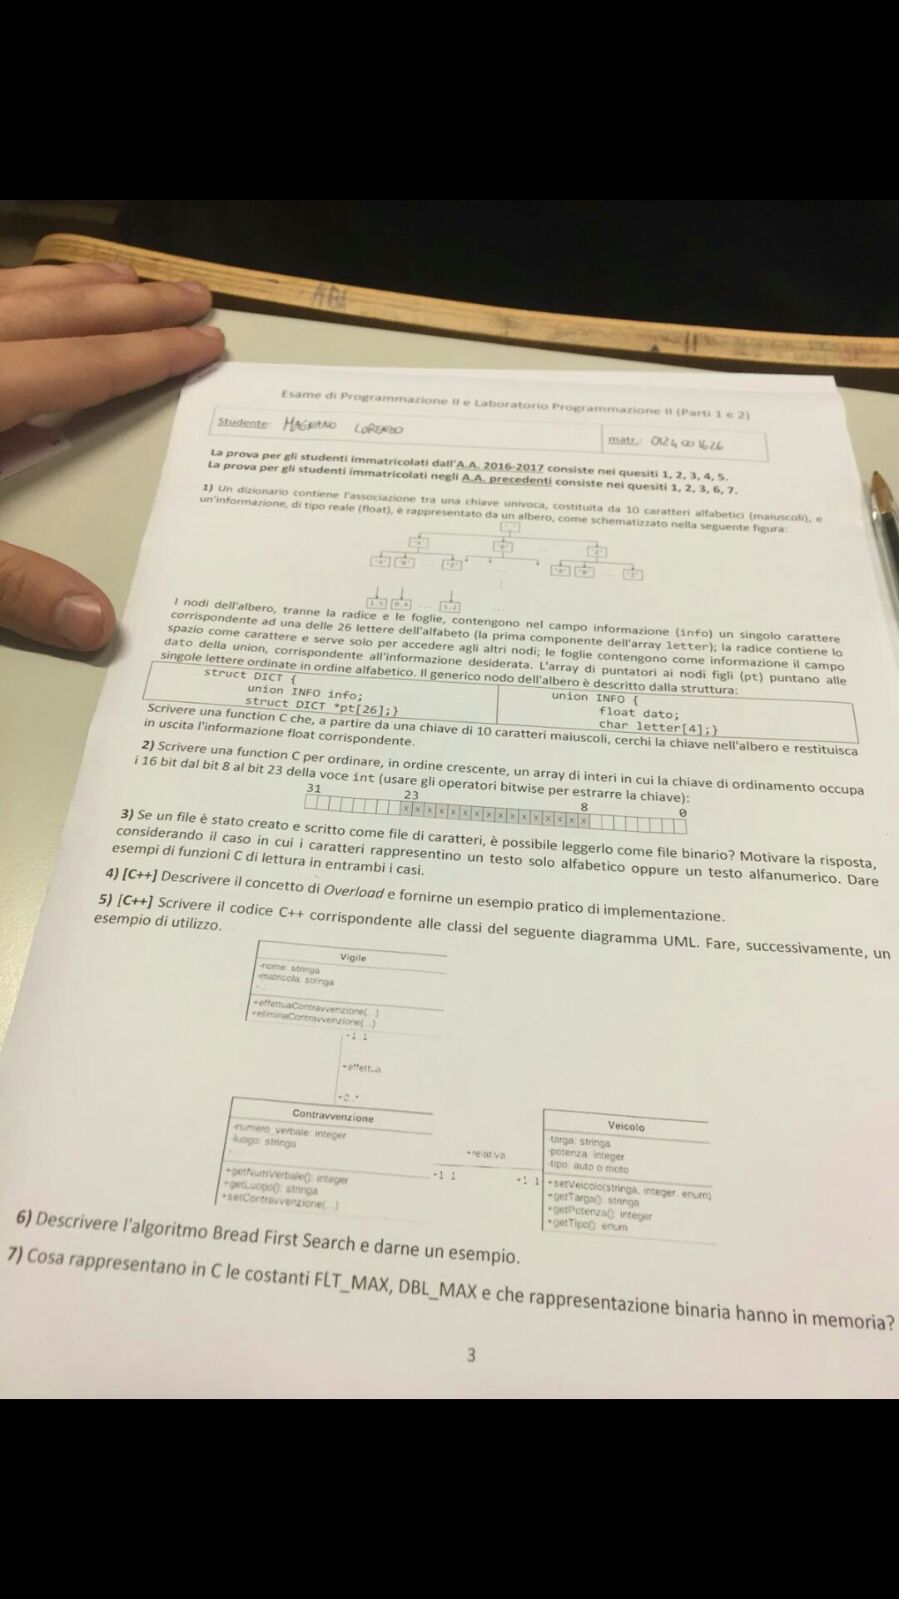 Esame di Programmazione II e Laboratorio Programmazione II (Parti 1 e 2)
Studente: MAGNANO LORENZO
matr.: 0124001626
La prova per gli studenti immatricolati dall'A.A. 2016-2017 consiste nei quesiti 1, 2, 3, 4, 5.
La prova per gli studenti immatricolati negli A.A. precedenti consiste nei quesiti 1, 2, 3, 6, 7.
1) Un dizionario contiene l'associazione tra una chiave univoca, costituita da 10 caratteri alfabetici (maiuscoli), e
un'informazione, di tipo reale (float), è rappresentato da un albero, come schematizzato nella seguente figura:
"A" "B" ... "Z"
"A" "B" ... "Z" ... "A" "B" ... "Z"
1.5 0.4 ... 5.2 ...
I nodi dell'albero, tranne la radice e le foglie, contengono nel campo informazione (info) un singolo carattere
corrispondente ad una delle 26 lettere dell'alfabeto (la prima componente dell'array letter); la radice contiene lo
spazio come carattere e serve solo per accedere agli altri nodi; le foglie contengono come informazione il campo
dato della union, corrispondente all'informazione desiderata. L'array di puntatori ai nodi figli (pt) puntano alle
singole lettere ordinate in ordine alfabetico. Il generico nodo dell'albero è descritto dalla struttura:
struct DICT {
union INFO info;
struct DICT *pt[26];}
union INFO {
float dato;
char letter[4];}
Scrivere una function C che, a partire da una chiave di 10 caratteri maiuscoli, cerchi la chiave nell'albero e restituisca
in uscita l'informazione float corrispondente.
2) Scrivere una function C per ordinare, in ordine crescente, un array di interi in cui la chiave di ordinamento occupa
i 16 bit dal bit 8 al bit 23 della voce int (usare gli operatori bitwise per estrarre la chiave):
31 23 8 0
x x x x x x x x x x x x x x x x
3) Se un file è stato creato e scritto come file di caratteri, è possibile leggerlo come file binario? Motivare la risposta,
considerando il caso in cui i caratteri rappresentino un testo solo alfabetico oppure un testo alfanumerico. Dare
esempi di funzioni C di lettura in entrambi i casi.
4) [C++] Descrivere il concetto di Overload e fornirne un esempio pratico di implementazione.
5) [C++] Scrivere il codice C++ corrispondente alle classi del seguente diagramma UML. Fare, successivamente, un
esempio di utilizzo.
Vigile
-nome: stringa
-matricola: stringa
-...
+effettuaContravvenzione(...)
+eliminaContravvenzione(...)
-1 1
+effettua
-0..*
Contravvenzione
-numero_verbale: integer
-luogo: stringa
+getNumVerbale(): integer
+getLuogo(): stringa
+setContravvenzione(...)
+relativa
-1 1
-1 1
Veicolo
-targa: stringa
-potenza: integer
-tipo: auto o moto
+setVeicolo(stringa, integer, enum)
+getTarga(): stringa
+getPotenza(): integer
+getTipo(): enum
6) Descrivere l'algoritmo Bread First Search e darne un esempio.
7) Cosa rappresentano in C le costanti FLT_MAX, DBL_MAX e che rappresentazione binaria hanno in memoria?
3